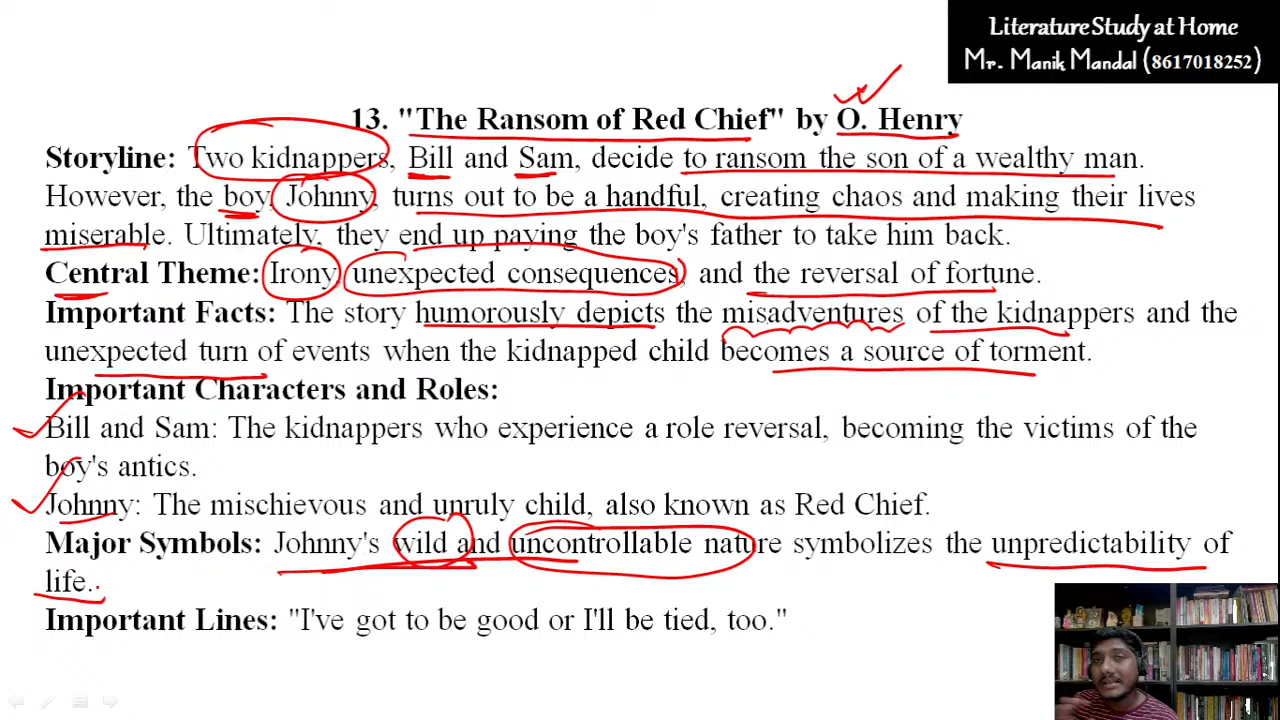 Literature Study at Home
Mr. Manik Mandal (8617018252)
13. "The Ransom of Red Chief" by O. Henry
Storyline: Two kidnappers, Bill and Sam, decide to ransom the son of a wealthy man.
However, the boy, Johnny, turns out to be a handful, creating chaos and making their lives
miserable. Ultimately, they end up paying the boy's father to take him back.
Central Theme: Irony, unexpected consequences, and the reversal of fortune.
Important Facts: The story humorously depicts the misadventures of the kidnappers and the
unexpected turn of events when the kidnapped child becomes a source of torment.
Important Characters and Roles:
Bill and Sam: The kidnappers who experience a role reversal, becoming the victims of the
boy's antics.
Johnny: The mischievous and unruly child, also known as Red Chief.
Major Symbols: Johnny's wild and uncontrollable nature symbolizes the unpredictability of
life.
Important Lines: "I've got to be good or I'll be tied, too."